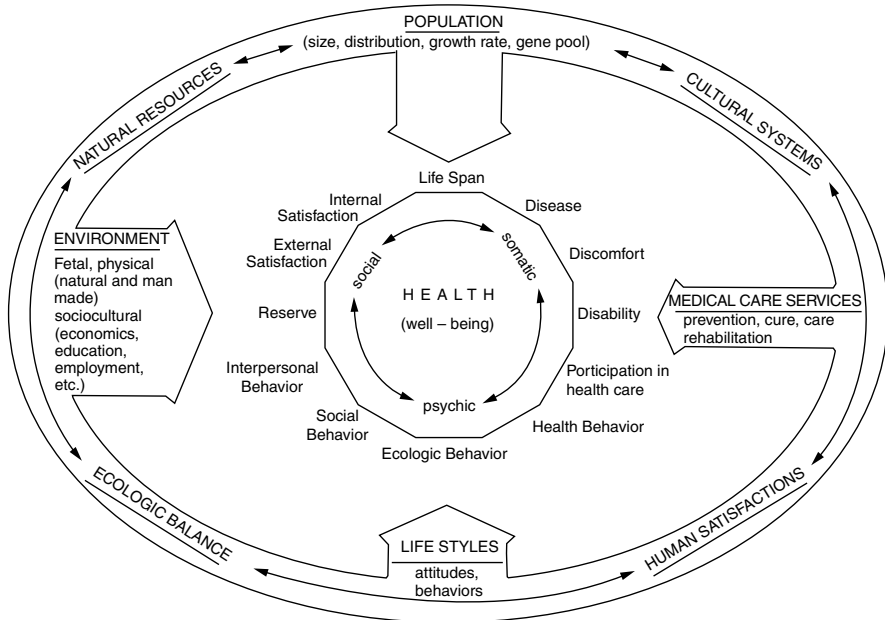 POPULATION
(size, distribution, growth rate, gene pool)
NATURAL RESOURCES
CULTURAL SYSTEMS
Life Span
Internal
Satisfaction
Disease
External
Satisfaction
Discomfort
social
somatic
ENVIRONMENT
Fetal, physical
(natural and man
made)
sociocultural
(economics,
education,
employment,
etc.)
HEALTH
(well – being)
Reserve
Disability
MEDICAL CARE SERVICES
prevention, cure, care
rehabilitation
Interpersonal
Behavior
Porticipation in
health care
psychic
Social
Behavior
Health Behavior
Ecologic Behavior
ECOLOGIC BALANCE
HUMAN SATISFACTIONS
LIFE STYLES
attitudes,
behaviors